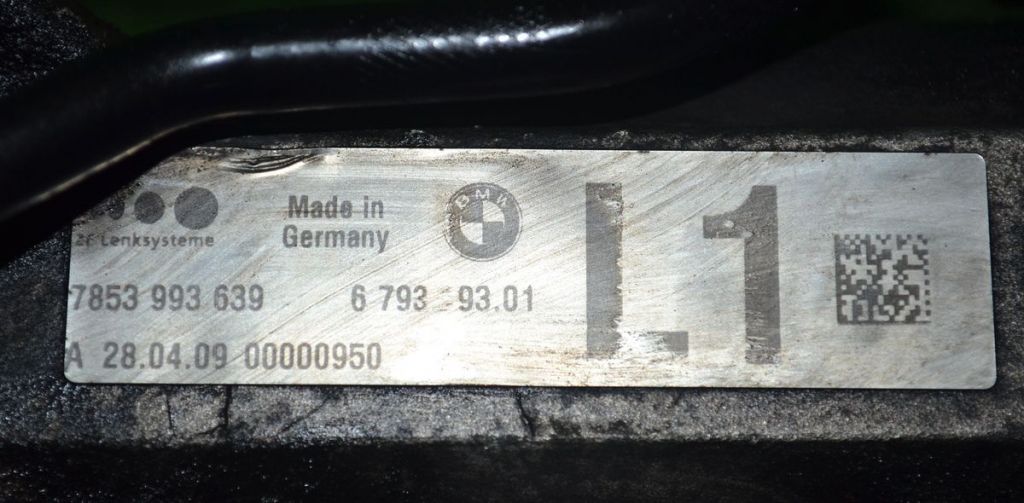 ZF Lenksysteme
Made in
Germany
BMW
L1
7853 993 639 6 793 93.01
A 28.04.09 00000950